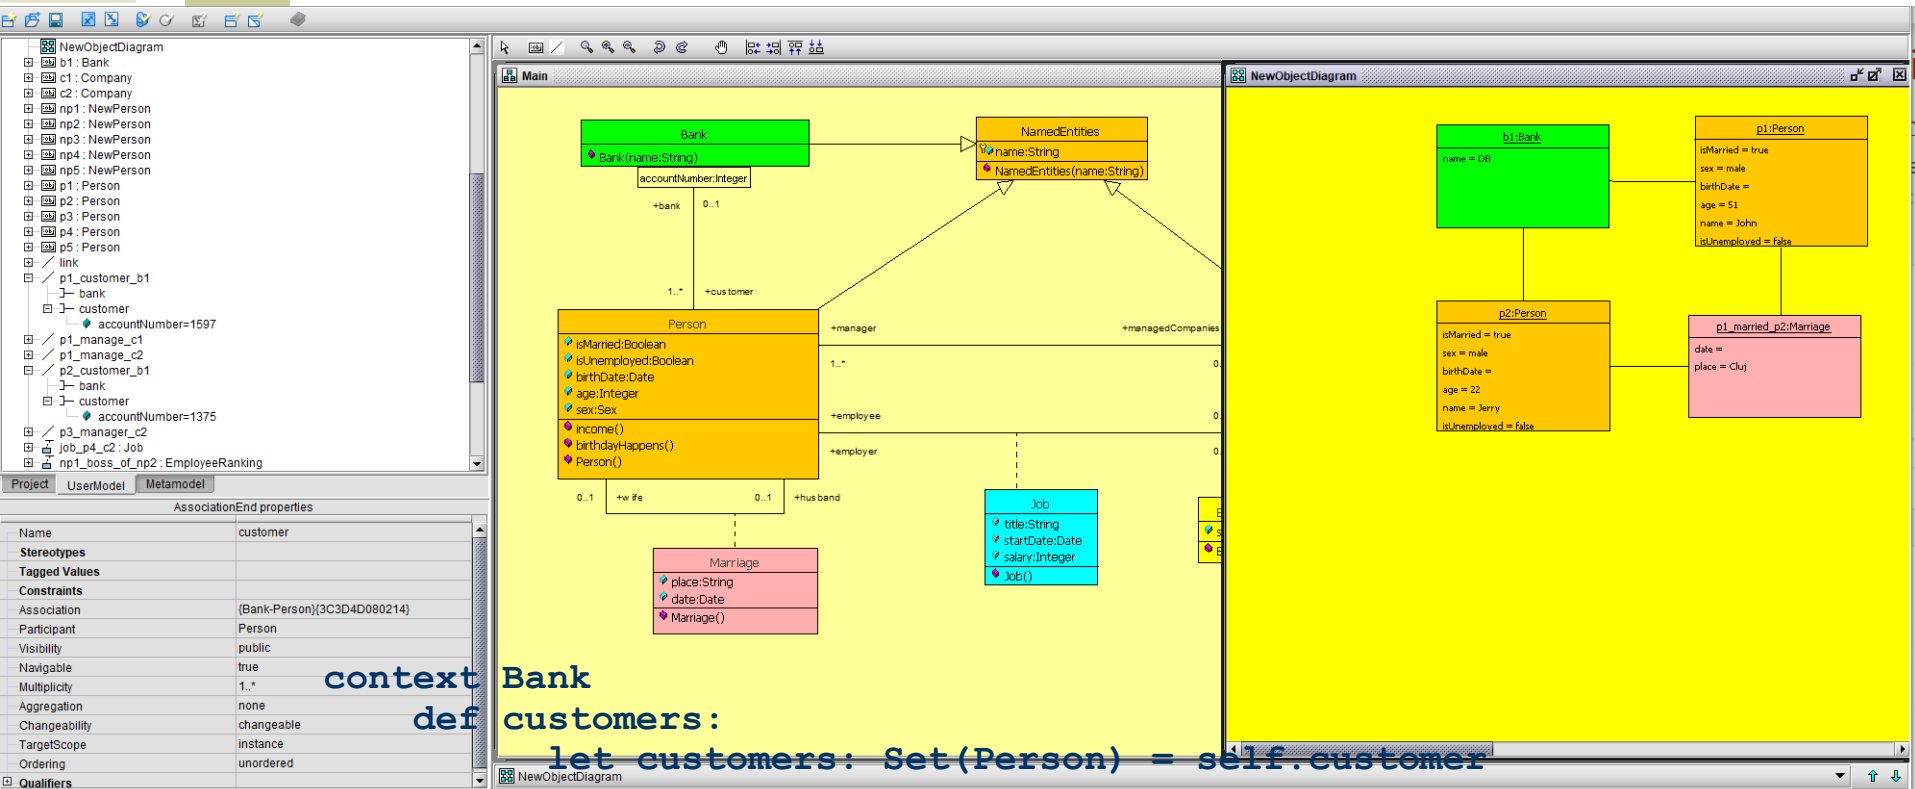 NewObjectDiagram
b1 : Bank
c1 : Company
c2 : Company
np1 : NewPerson
np2 : NewPerson
np3 : NewPerson
np4 : NewPerson
np5 : NewPerson
p1 : Person
p2 : Person
p3 : Person
p4 : Person
p5 : Person
link
p1_customer_b1
bank
customer
accountNumber=1597
p1_manage_c1
p1_manage_c2
p2_customer_b1
bank
customer
accountNumber=1375
p3_manager_c2
job_p4_c2 : Job
np1_boss_of_np2 : EmployeeRanking
Project UserModel Metamodel
AssociationEnd properties
Name customer
Stereotypes
Tagged Values
Constraints
Association {Bank-Person}{3C3D4D080214}
Participant Person
Visibility public
Navigable true
Multiplicity 1..*
Aggregation none
Changeability changeable
TargetScope instance
Ordering unordered
Qualifiers
Main
Bank
Bank(name:String)
accountNumber:Integer
+bank 0..1
1..* +customer
NamedEntities
name:String
NamedEntities(name:String)
Person
isMarried:Boolean
isUnemployed:Boolean
birthDate:Date
age:Integer
sex:Sex
income()
birthdayHappens()
Person()
+manager +managedCompanies
1..* 0.
+employee 0.
+employer 0.
0..1 +wife 0..1 +husband
Marriage
place:String
date:Date
Marriage()
Job
title:String
startDate:Date
salary:Integer
Job()
E
s
E
NewObjectDiagram
b1:Bank
name = DB
p1:Person
isMarried = true
sex = male
birthDate =
age = 51
name = John
isUnemployed = false
p2:Person
isMarried = true
sex = male
birthDate =
age = 22
name = Jerry
isUnemployed = false
p1_married_p2:Marriage
date =
place = Cluj
context Bank
def customers:
let customers: Set(Person) = self.customer
NewObjectDiagram